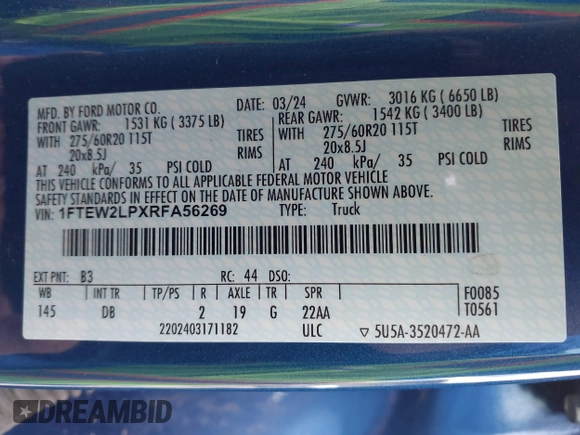 MFD. BY FORD MOTOR CO. DATE: 03/24 GVWR: 3016 KG ( 6650 LB)
FRONT GAWR: 1531 KG ( 3375 LB) REAR GAWR: 1542 KG ( 3400 LB)
WITH 275/60R20 115T TIRES WITH 275/60R20 115T TIRES
20x8.5J RIMS 20x8.5J RIMS
AT 240 kPa/ 35 PSI COLD AT 240 kPa/ 35 PSI COLD
THIS VEHICLE CONFORMS TO ALL APPLICABLE FEDERAL MOTOR VEHICLE
SAFETY STANDARDS IN EFFECT ON THE DATE OF MANUFACTURE SHOWN ABOVE.
VIN: 1FTEW2LPXRFA56269 TYPE: Truck
EXT PNT: B3 RC: 44 DSO:
WB INT TR TP/PS R AXLE TR SPR F0085
145 DB 2 19 G 22AA T0561
2202403171182 ULC ▽ 5U5A-3520472-AA
DREAMBID